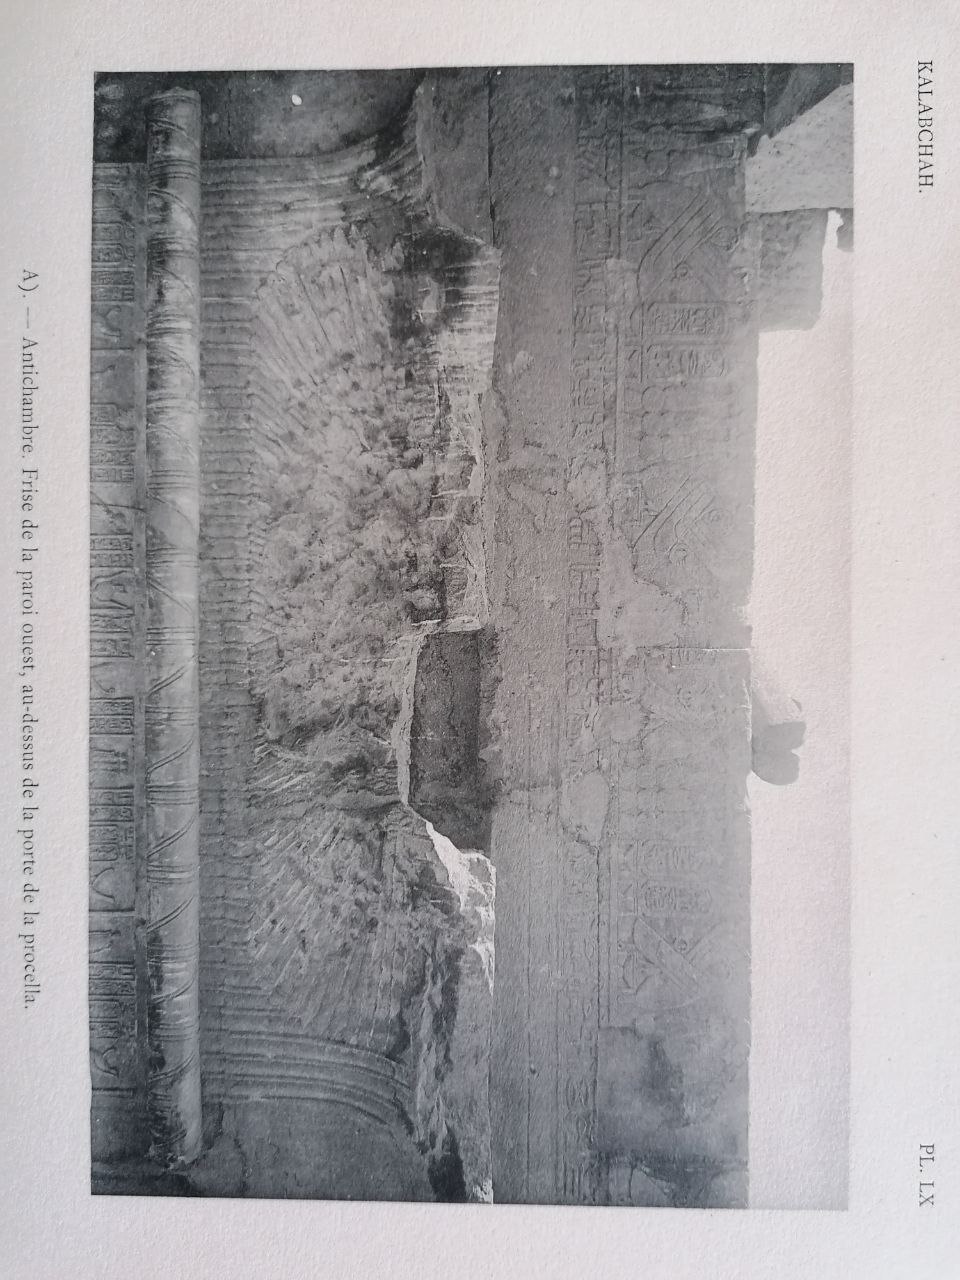 KALABCHAH.
PL. LX
A). — Antichambre. Frise de la paroi ouest, au-dessus de la porte de la procella.